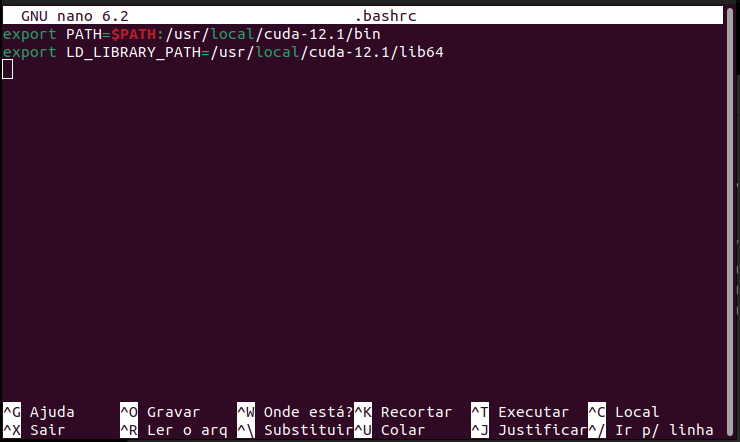 GNU nano 6.2 .bashrc
export PATH=$PATH:/usr/local/cuda-12.1/bin
export LD_LIBRARY_PATH=/usr/local/cuda-12.1/lib64
^G Ajuda ^O Gravar ^W Onde está? ^K Recortar ^T Executar ^C Local
^X Sair ^R Ler o arq ^\ Substituir ^U Colar ^J Justificar ^/ Ir p/ linha